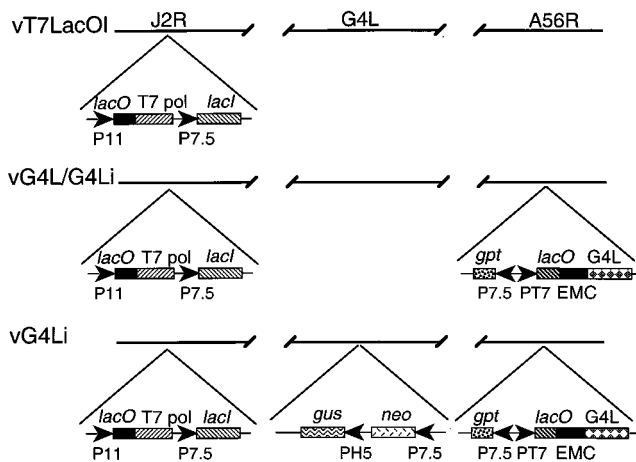 vT7LacOI J2R G4L A56R
lacO T7 pol lacI
P11 P7.5
vG4L/G4Li
lacO T7 pol lacI gpt lacO G4L
P11 P7.5 P7.5 PT7 EMC
vG4Li
lacO T7 pol lacI gus neo gpt lacO G4L
P11 P7.5 PH5 P7.5 P7.5 PT7 EMC